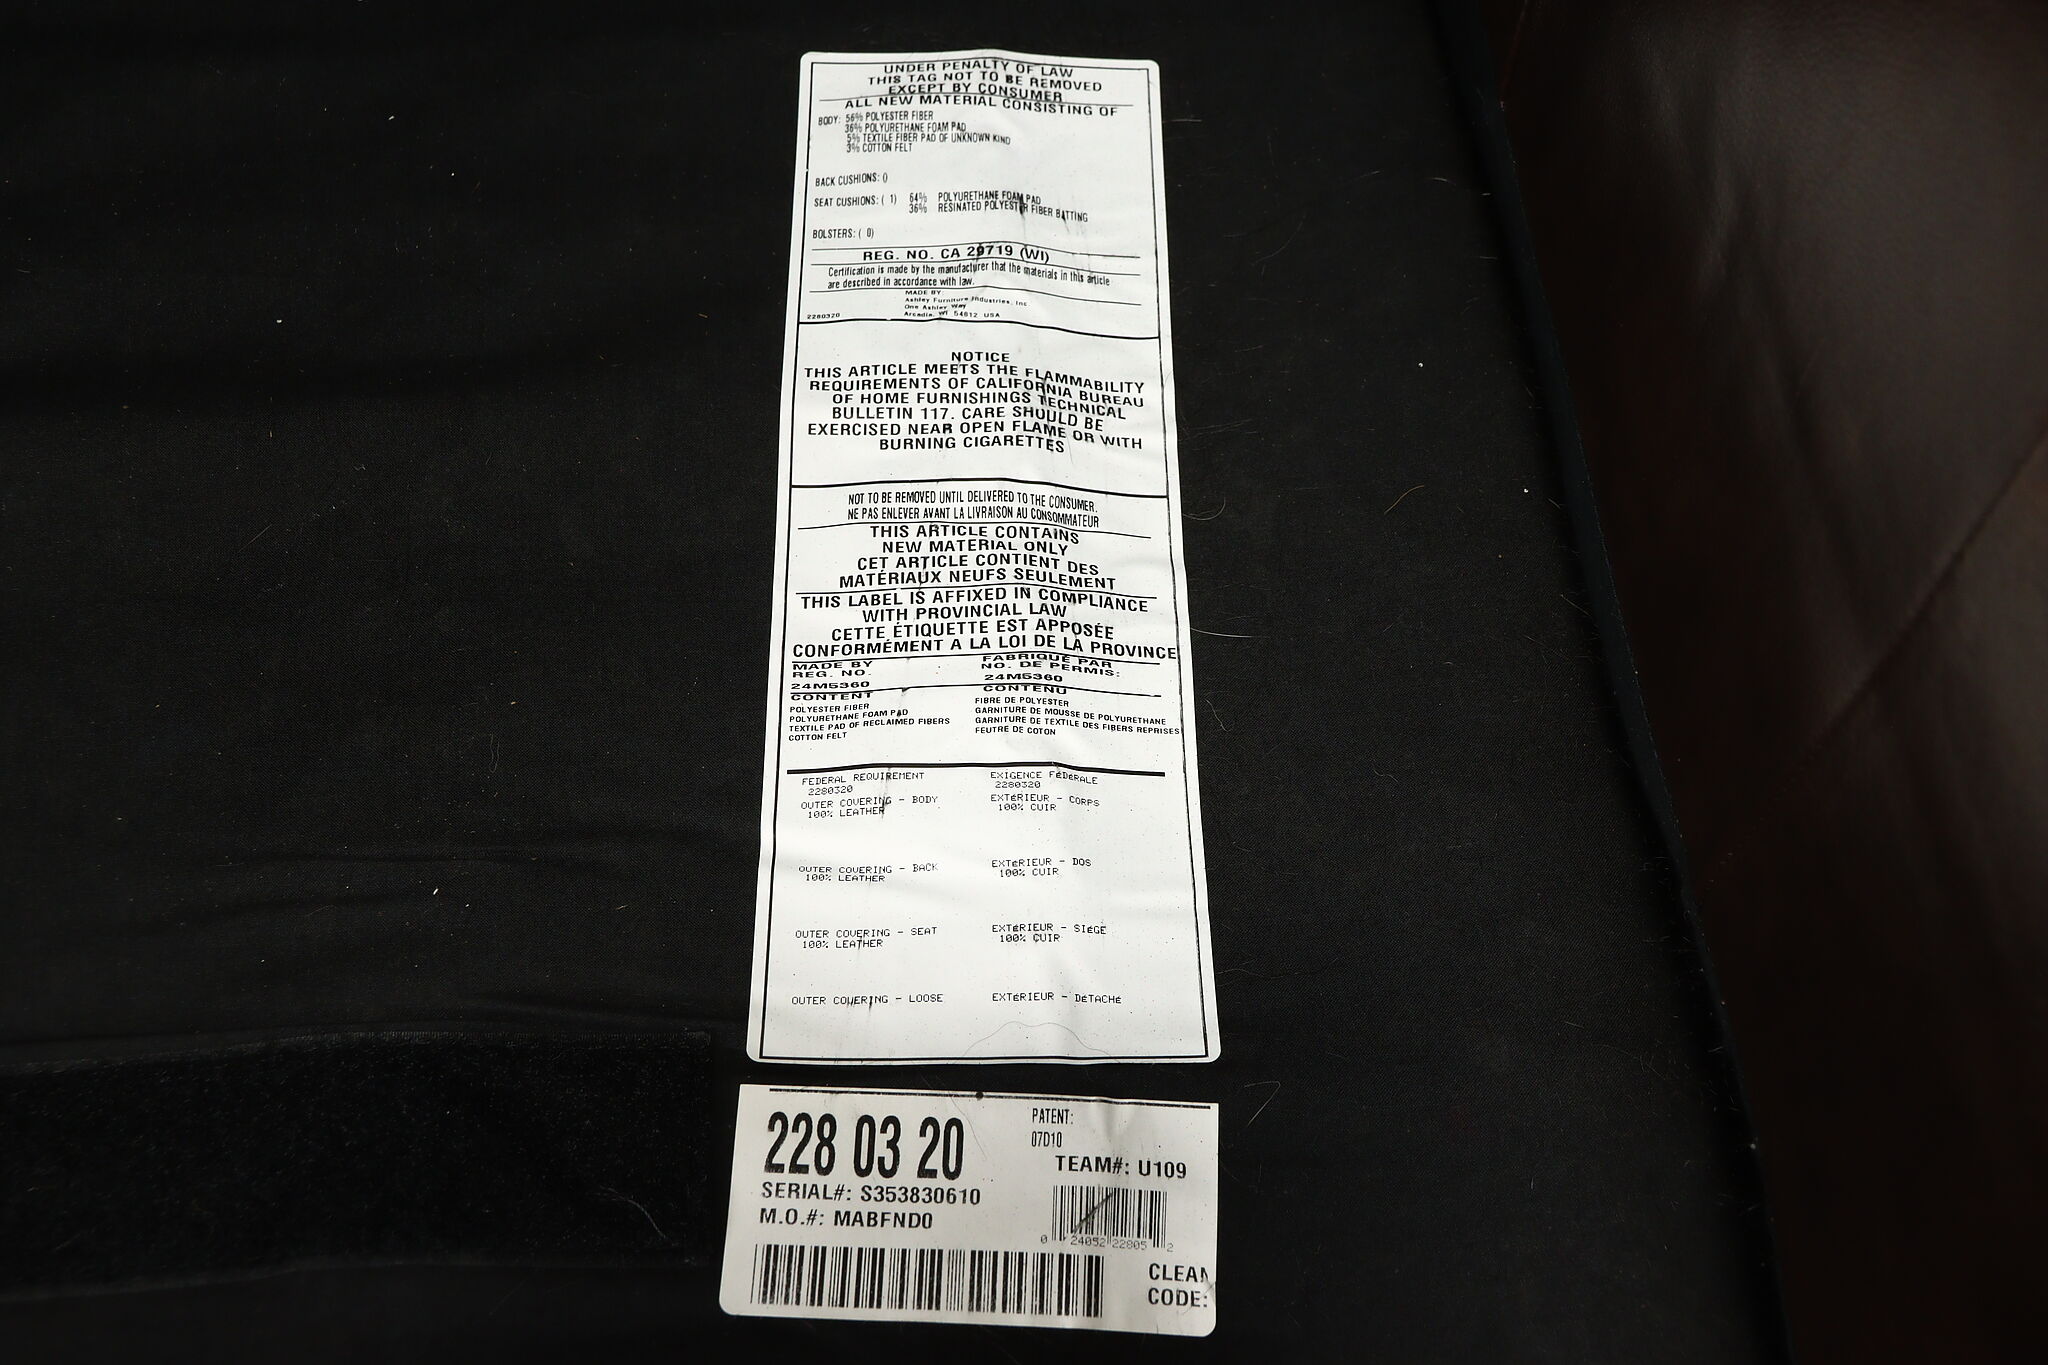 UNDER PENALTY OF LAW
THIS TAG NOT TO BE REMOVED
EXCEPT BY CONSUMER
ALL NEW MATERIAL CONSISTING OF
BODY: 56% POLYESTER FIBER
36% POLYURETHANE FOAM PAD
5% TEXTILE FIBER PAD OF UNKNOWN KIND
3% COTTON FELT
BACK CUSHIONS: ()
SEAT CUSHIONS: ( 1) 64% POLYURETHANE FOAM PAD
36% RESINATED POLYESTER FIBER BATTING
BOLSTERS: ( 0)
REG. NO. CA 29719 (WI)
Certification is made by the manufacturer that the materials in this article
are described in accordance with law.
MADE BY:
Ashley Furniture Industries, Inc.
One Ashley Way
2280320 Arcadia, WI 54612 USA
NOTICE
THIS ARTICLE MEETS THE FLAMMABILITY
REQUIREMENTS OF CALIFORNIA BUREAU
OF HOME FURNISHINGS TECHNICAL
BULLETIN 117. CARE SHOULD BE
EXERCISED NEAR OPEN FLAME OR WITH
BURNING CIGARETTES
NOT TO BE REMOVED UNTIL DELIVERED TO THE CONSUMER.
NE PAS ENLEVER AVANT LA LIVRAISON AU CONSOMMATEUR
THIS ARTICLE CONTAINS
NEW MATERIAL ONLY
CET ARTICLE CONTIENT DES
MATÉRIAUX NEUFS SEULEMENT
THIS LABEL IS AFFIXED IN COMPLIANCE
WITH PROVINCIAL LAW
CETTE ÉTIQUETTE EST APPOSÉE
CONFORMÉMENT A LA LOI DE LA PROVINCE
MADE BY FABRIQUÉ PAR
REG. NO. NO. DE PERMIS:
24M5360 24M5360
CONTENT CONTENU
POLYESTER FIBER FIBRE DE POLYESTER
POLYURETHANE FOAM PAD GARNITURE DE MOUSSE DE POLYURETHANE
TEXTILE PAD OF RECLAIMED FIBERS GARNITURE DE TEXTILE DES FIBERS REPRISES
COTTON FELT FEUTRE DE COTON
FEDERAL REQUIREMENT EXIGENCE FéDéRALE
2280320 2280320
OUTER COVERING - BODY EXTéRIEUR - CORPS
100% LEATHER 100% CUIR
OUTER COVERING - BACK EXTéRIEUR - DOS
100% LEATHER 100% CUIR
OUTER COVERING - SEAT EXTéRIEUR - SIéGE
100% LEATHER 100% CUIR
OUTER COVERING - LOOSE EXTéRIEUR - DéTACHé
228 03 20
PATENT:
07D10
TEAM#: U109
SERIAL#: S353830610
M.O.#: MABFND0
0 24052 22805 2
CLEAN
CODE: